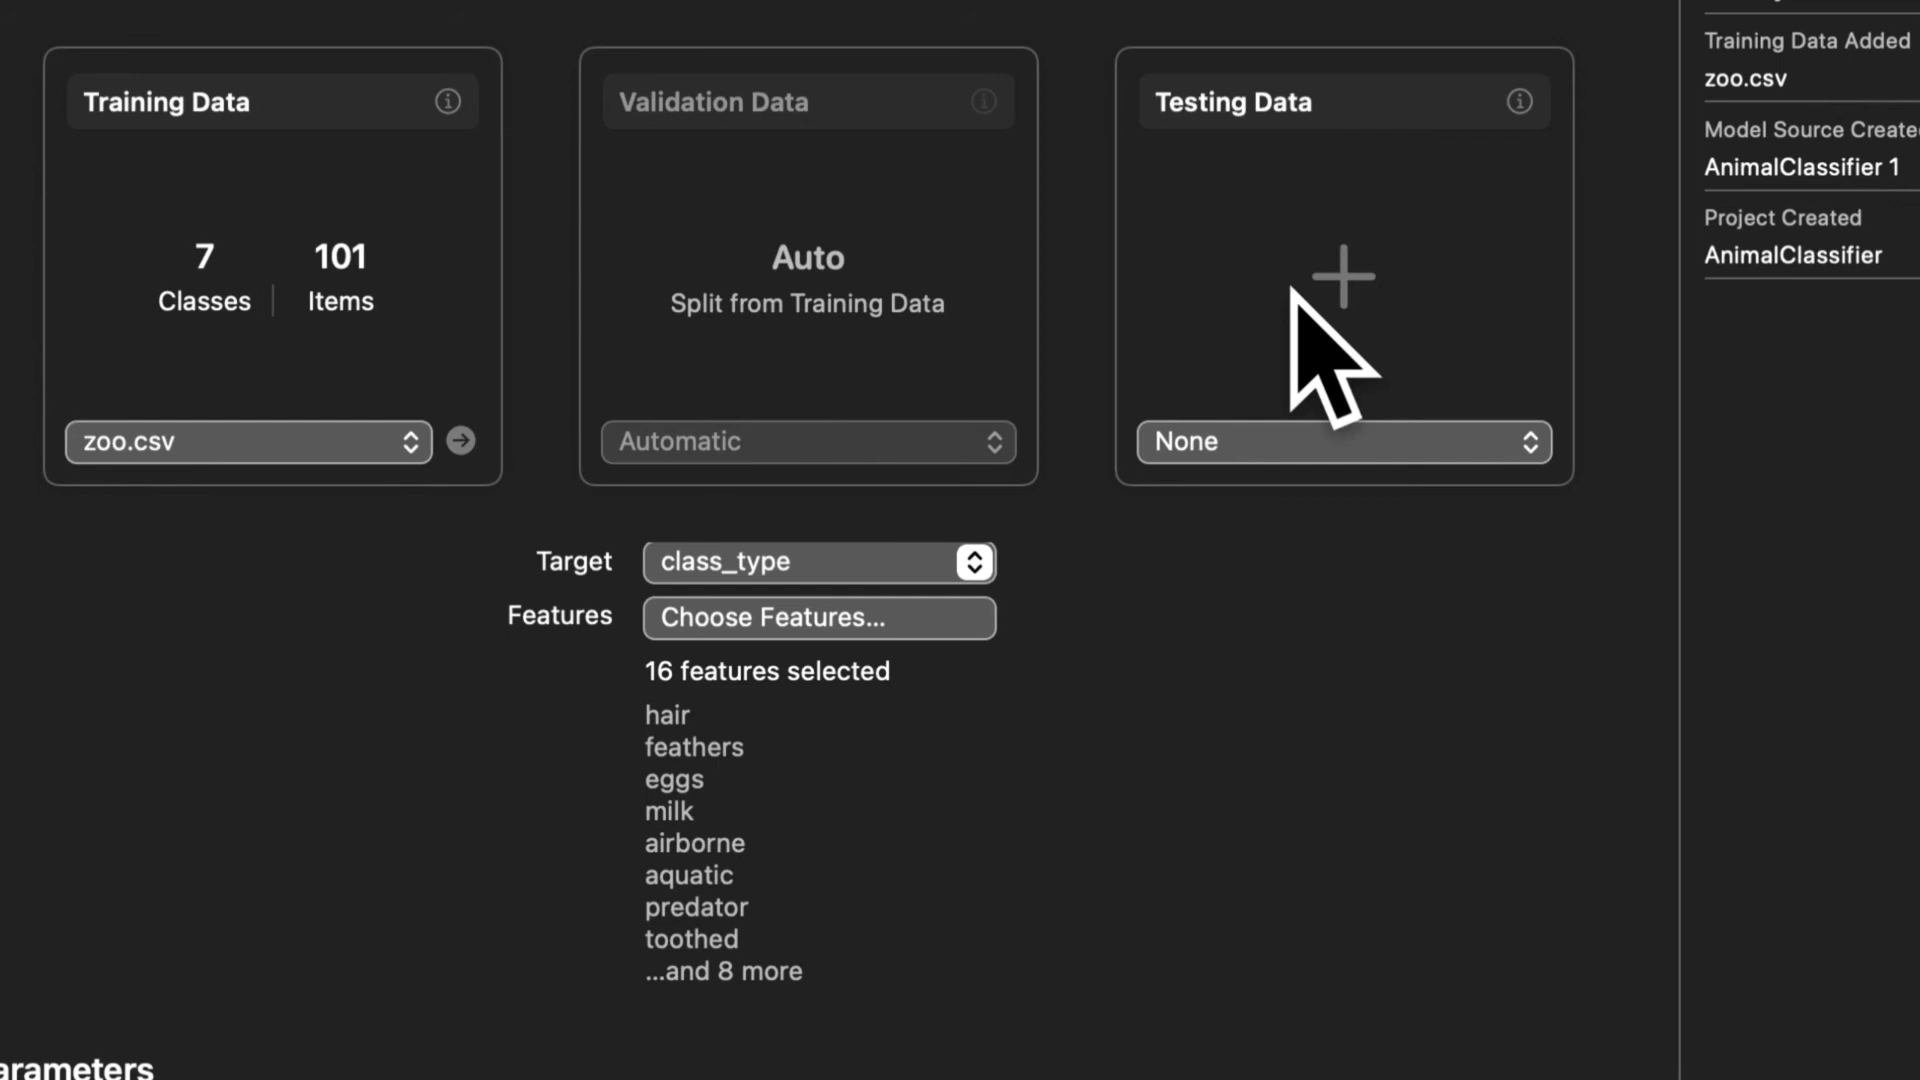 Training Data
7
Classes
101
Items
zoo.csv
Validation Data
Auto
Split from Training Data
Automatic
Testing Data
None
Target
class_type
Features
Choose Features...
16 features selected
hair
feathers
eggs
milk
airborne
aquatic
predator
toothed
...and 8 more
arameters
Training Data Added
zoo.csv
Model Source Create
AnimalClassifier 1
Project Created
AnimalClassifier